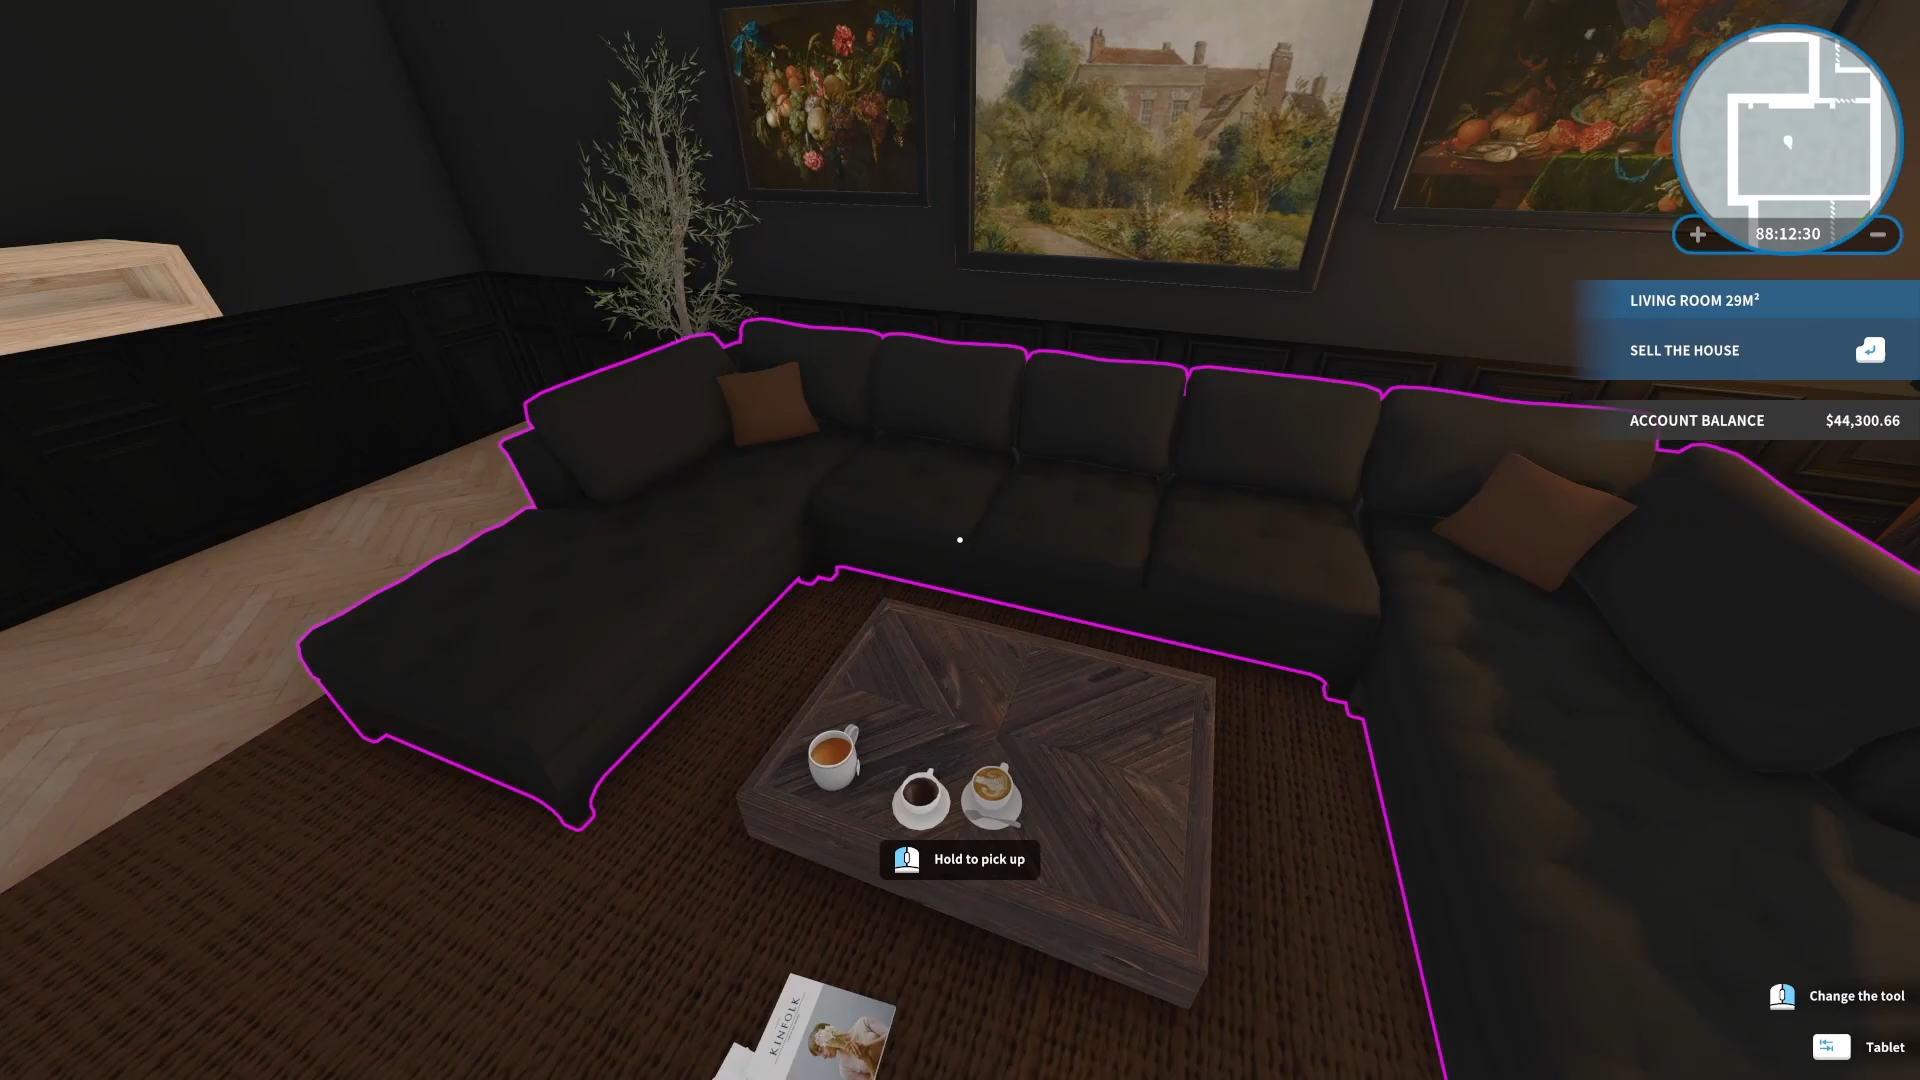 88:12:30
LIVING ROOM 29M²
SELL THE HOUSE
ACCOUNT BALANCE $44,300.66
Hold to pick up
KINFOLK
Change the tool
Tablet